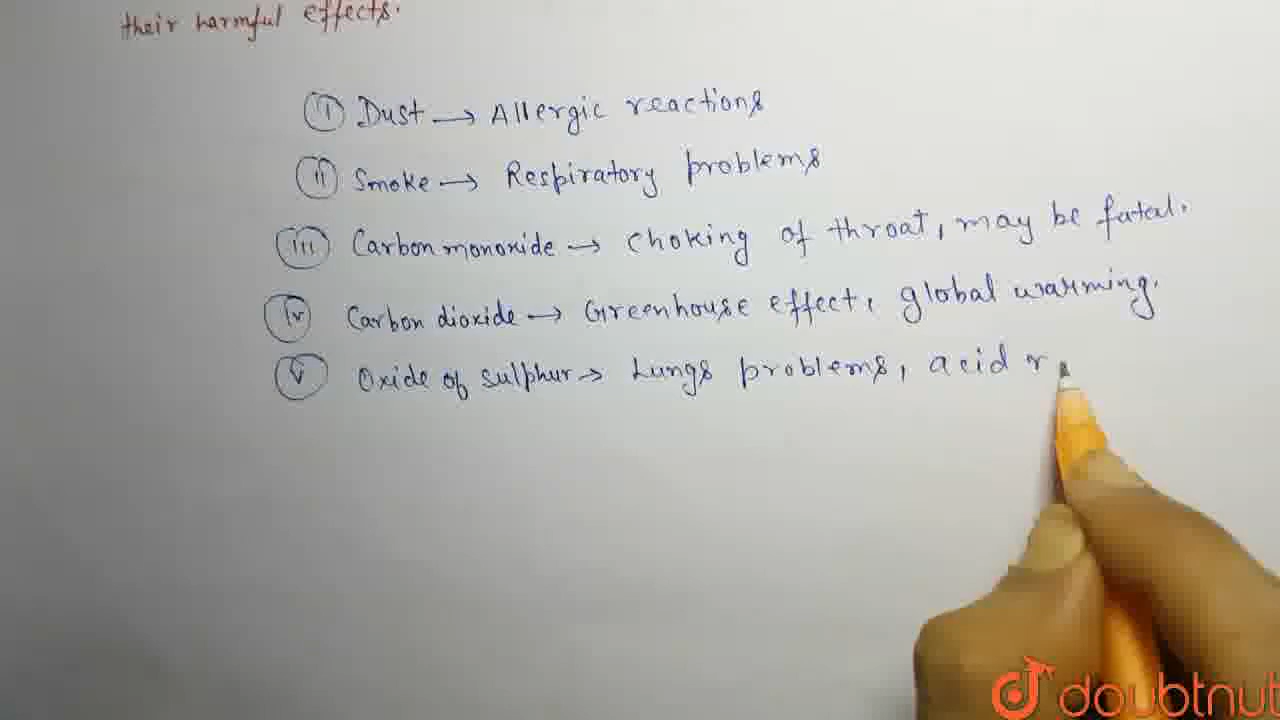 their harmful effects.
(i) Dust → Allergic reactions
(ii) Smoke → Respiratory problems
(iii) Carbon monoxide → choking of throat, may be fatal.
(iv) Carbon dioxide → Greenhouse effect, global warming.
(v) Oxide of sulphur → Lungs problems, acid r
doubtnut